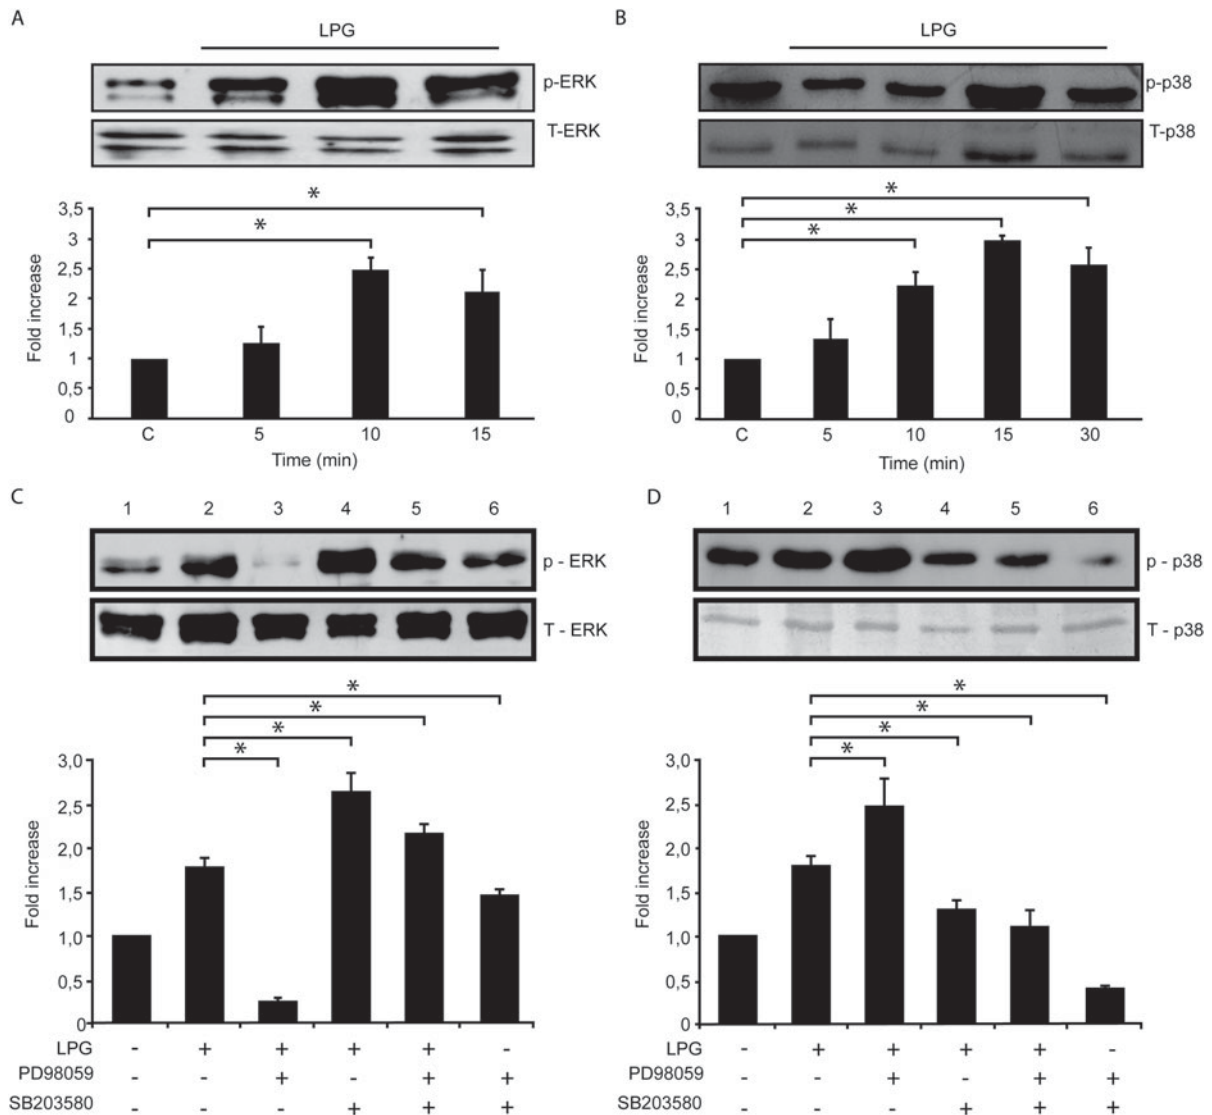 A
LPG
p-ERK
T-ERK
* 
*
3,5
3
2,5
2
1,5
1
0,5
0
Fold increase
C 5 10 15
Time (min)
B
LPG
p-p38
T-p38
*
*
*
3,5
3
2,5
2
1,5
1
0,5
0
Fold increase
C 5 10 15 30
Time (min)
C
1 2 3 4 5 6
p - ERK
T - ERK
*
*
*
*
3,0
2,5
2,0
1,5
1,0
0,5
0
Fold increase
LPG - + + + + -
PD98059 - - + - + +
SB203580 - - - + + +
D
1 2 3 4 5 6
p - p38
T - p38
*
*
*
*
3,0
2,5
2,0
1,5
1,0
0,5
0
Fold increase
LPG - + + + + -
PD98059 - - + - + +
SB203580 - - - + + +